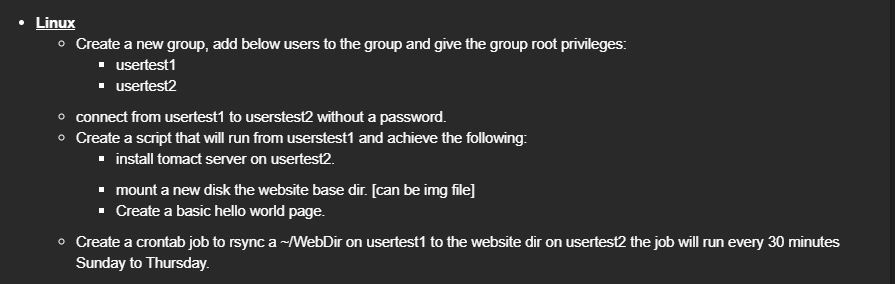 Linux
Create a new group, add below users to the group and give the group root privileges:
usertest1
usertest2
connect from usertest1 to userstest2 without a password.
Create a script that will run from userstest1 and achieve the following:
install tomact server on usertest2.
mount a new disk the website base dir. [can be img file]
Create a basic hello world page.
Create a crontab job to rsync a ~/WebDir on usertest1 to the website dir on usertest2 the job will run every 30 minutes
Sunday to Thursday.